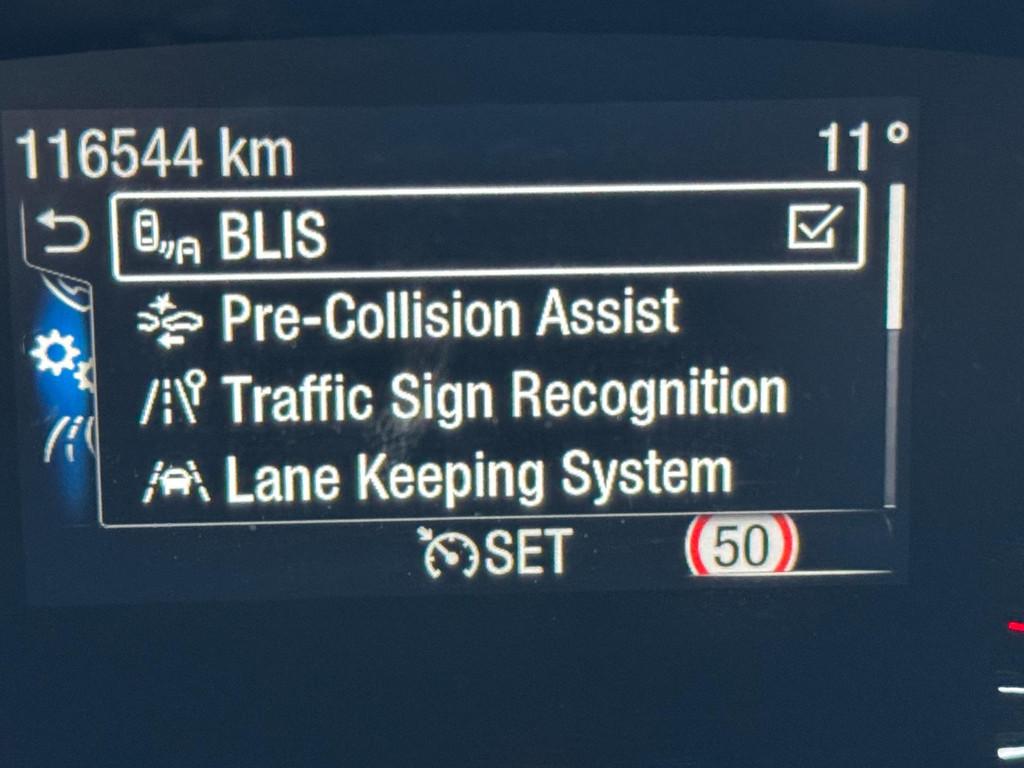 116544 km 11°
BLIS
Pre-Collision Assist
Traffic Sign Recognition
Lane Keeping System
SET 50